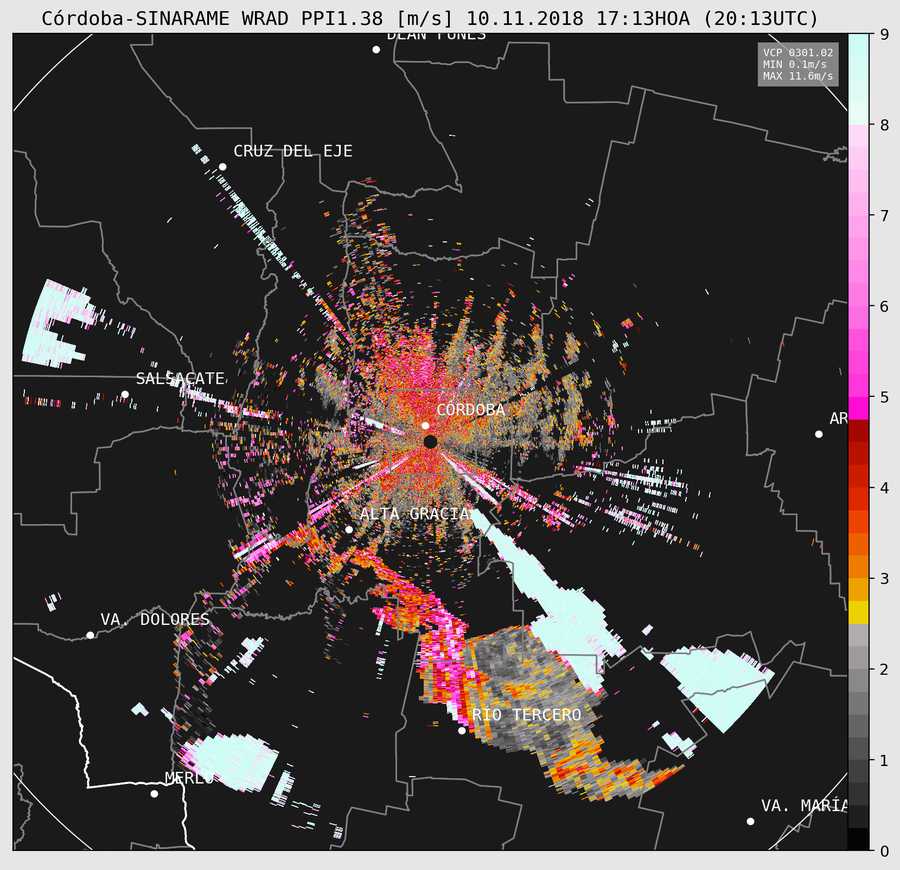 Córdoba-SINARAME WRAD PPI1.38 [m/s] 10.11.2018 17:13HOA (20:13UTC)
DEAN FUNES
VCP 0301.02
MIN 0.1m/s
MAX 11.6m/s
CRUZ DEL EJE
SALSACATE
CÓRDOBA
AR
ALTA GRACIA
VA. DOLORES
RÍO TERCERO
MERLO
VA. MARÍA
9
8
7
6
5
4
3
2
1
0